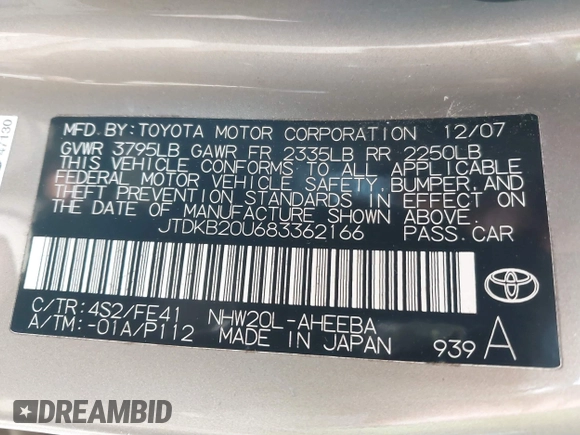 MFD. BY: TOYOTA MOTOR CORPORATION 12/07
GVWR 3795LB GAWR FR 2335LB RR 2250LB
THIS VEHICLE CONFORMS TO ALL APPLICABLE
FEDERAL MOTOR VEHICLE SAFETY, BUMPER, AND
THEFT PREVENTION STANDARDS IN EFFECT ON
THE DATE OF MANUFACTURE SHOWN ABOVE.
JTDKB20U683362166 PASS. CAR
C/TR: 4S2/FE41 NHW20L-AHEEBA
A/TM: -01A/P112 MADE IN JAPAN 939 A
TOYOTA
47130
DREAMBID